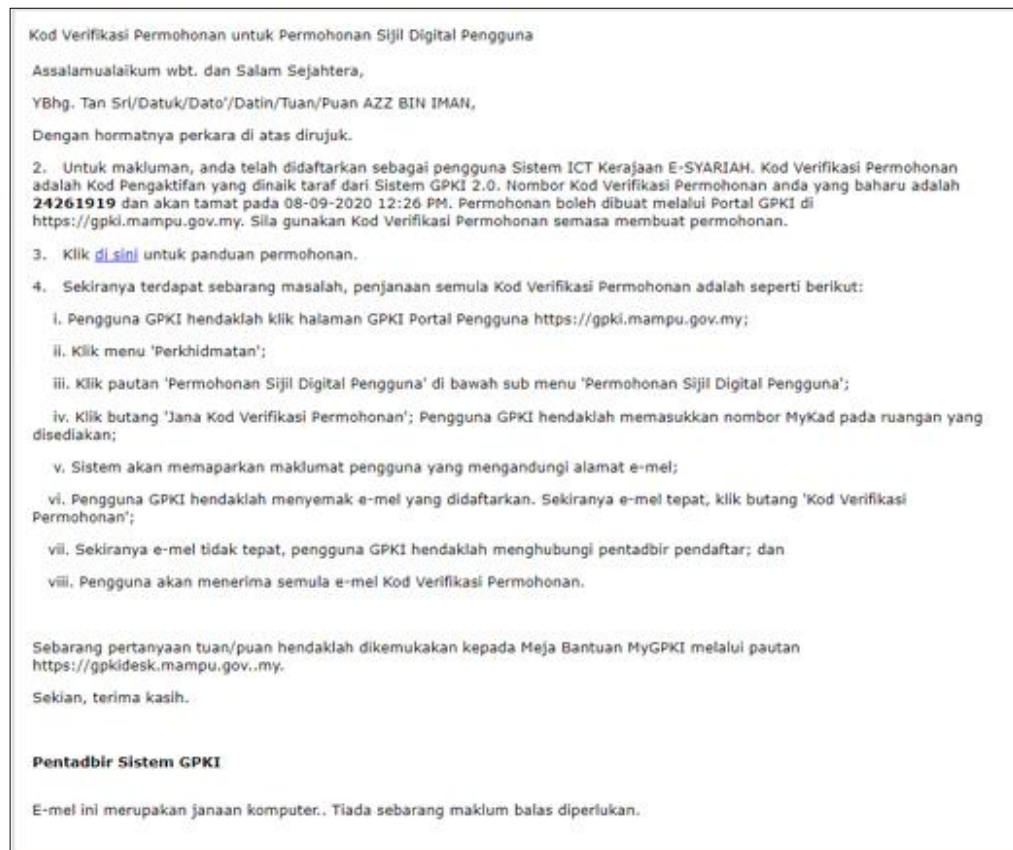 Kod Verifikasi Permohonan untuk Permohonan Sijil Digital Pengguna
Assalamualaikum wbt. dan Salam Sejahtera,
YBhg. Tan Sri/Datuk/Dato'/Datin/Tuan/Puan AZZ BIN IMAN,
Dengan hormatnya perkara di atas dirujuk.
2. Untuk makluman, anda telah didaftarkan sebagai pengguna Sistem ICT Kerajaan E-SYARIAH. Kod Verifikasi Permohonan
adalah Kod Pengaktifan yang dinaik taraf dari Sistem GPKI 2.0. Nombor Kod Verifikasi Permohonan anda yang baharu adalah
24261919 dan akan tamat pada 08-09-2020 12:26 PM. Permohonan boleh dibuat melalui Portal GPKI di
https://gpki.mampu.gov.my. Sila gunakan Kod Verifikasi Permohonan semasa membuat permohonan.
3. Klik di sini untuk panduan permohonan.
4. Sekiranya terdapat sebarang masalah, penjanaan semula Kod Verifikasi Permohonan adalah seperti berikut:
i. Pengguna GPKI hendaklah klik halaman GPKI Portal Pengguna https://gpki.mampu.gov.my;
ii. Klik menu 'Perkhidmatan';
iii. Klik pautan 'Permohonan Sijil Digital Pengguna' di bawah sub menu 'Permohonan Sijil Digital Pengguna';
iv. Klik butang 'Jana Kod Verifikasi Permohonan'; Pengguna GPKI hendaklah memasukkan nombor MyKad pada ruangan yang
disediakan;
v. Sistem akan memaparkan maklumat pengguna yang mengandungi alamat e-mel;
vi. Pengguna GPKI hendaklah menyemak e-mel yang didaftarkan. Sekiranya e-mel tepat, klik butang 'Kod Verifikasi
Permohonan';
vii. Sekiranya e-mel tidak tepat, pengguna GPKI hendaklah menghubungi pentadbir pendaftar; dan
viii. Pengguna akan menerima semula e-mel Kod Verifikasi Permohonan.
Sebarang pertanyaan tuan/puan hendaklah dikemukakan kepada Meja Bantuan MyGPKI melalui pautan
https://gpkidesk.mampu.gov..my.
Sekian, terima kasih.
Pentadbir Sistem GPKI
E-mel ini merupakan janaan komputer.. Tiada sebarang maklum balas diperlukan.